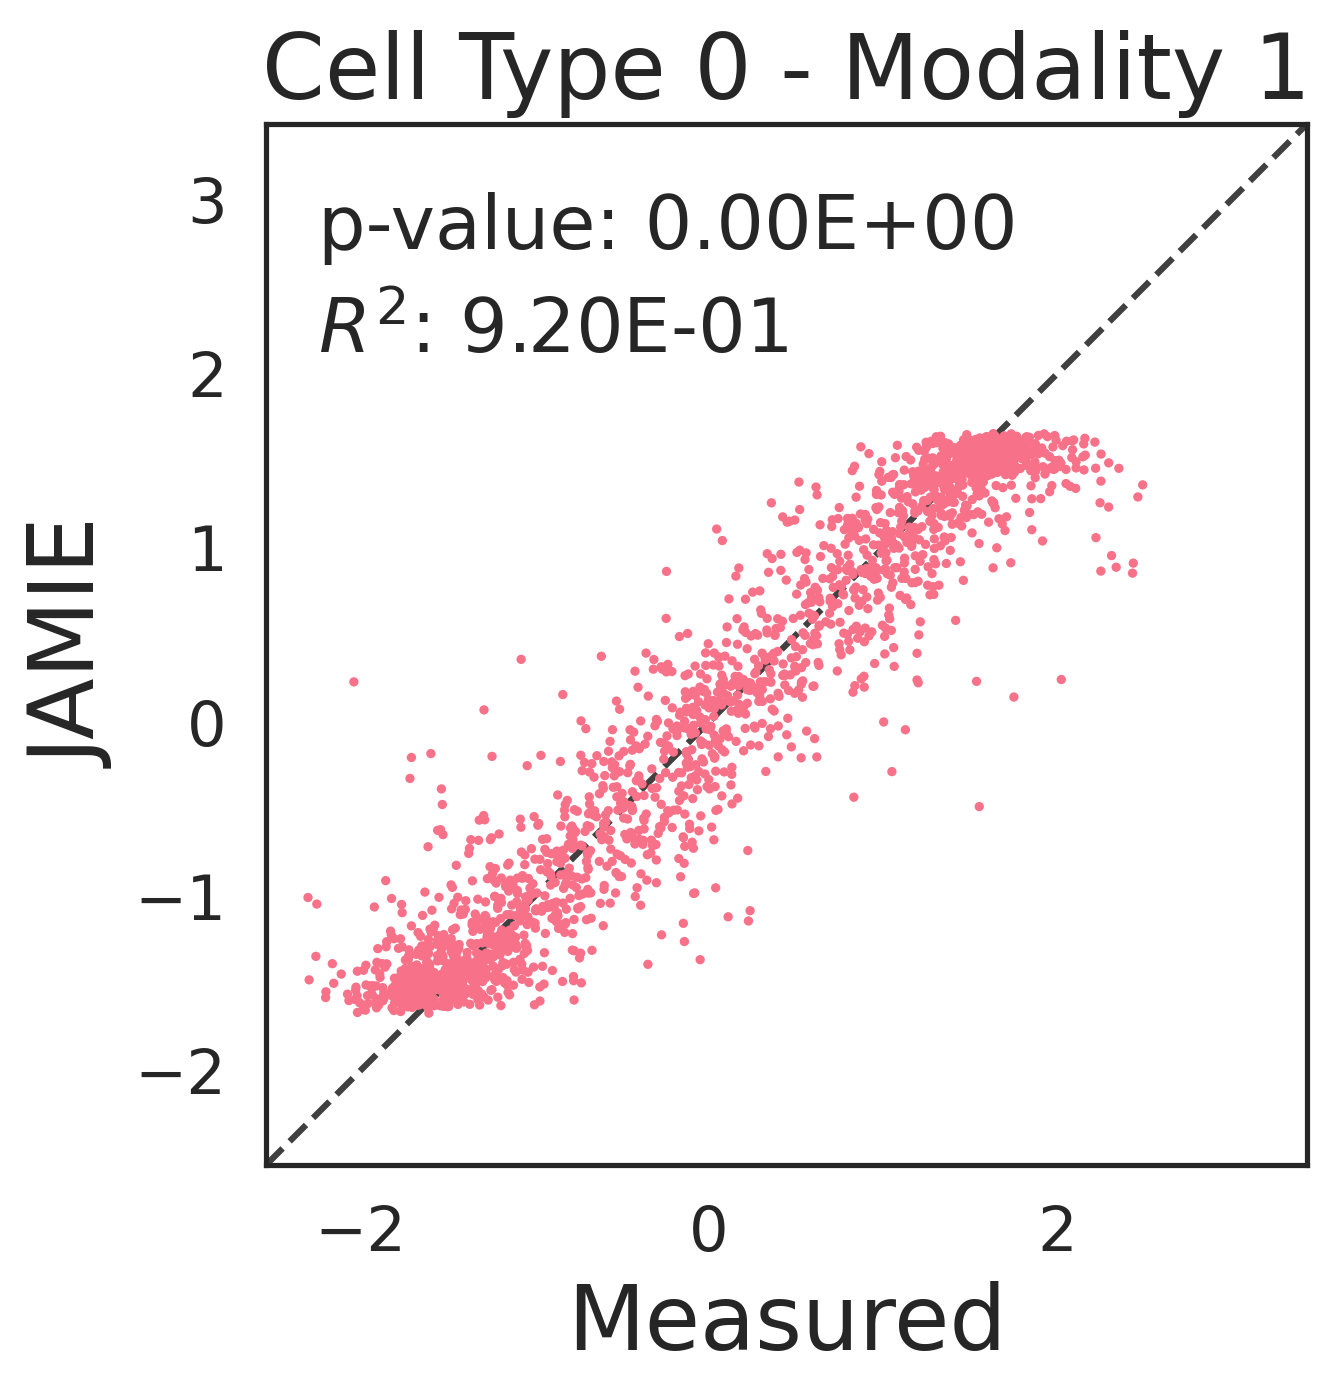 Cell Type 0 - Modality 1
p-value: 0.00E+00
R²: 9.20E-01
3
2
1
0
−1
−2
JAMIE
−2 0 2
Measured